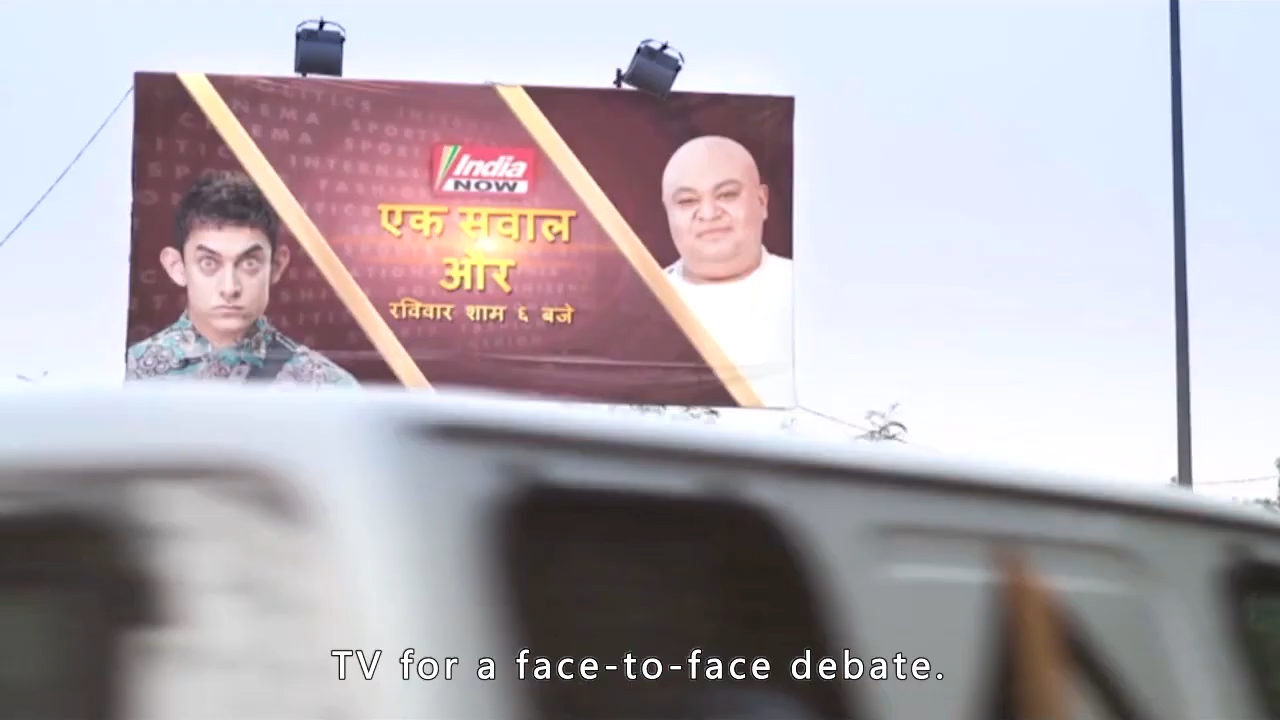 India
NOW
एक सवाल
और
रविवार शाम ६ बजे
TV for a face-to-face debate.